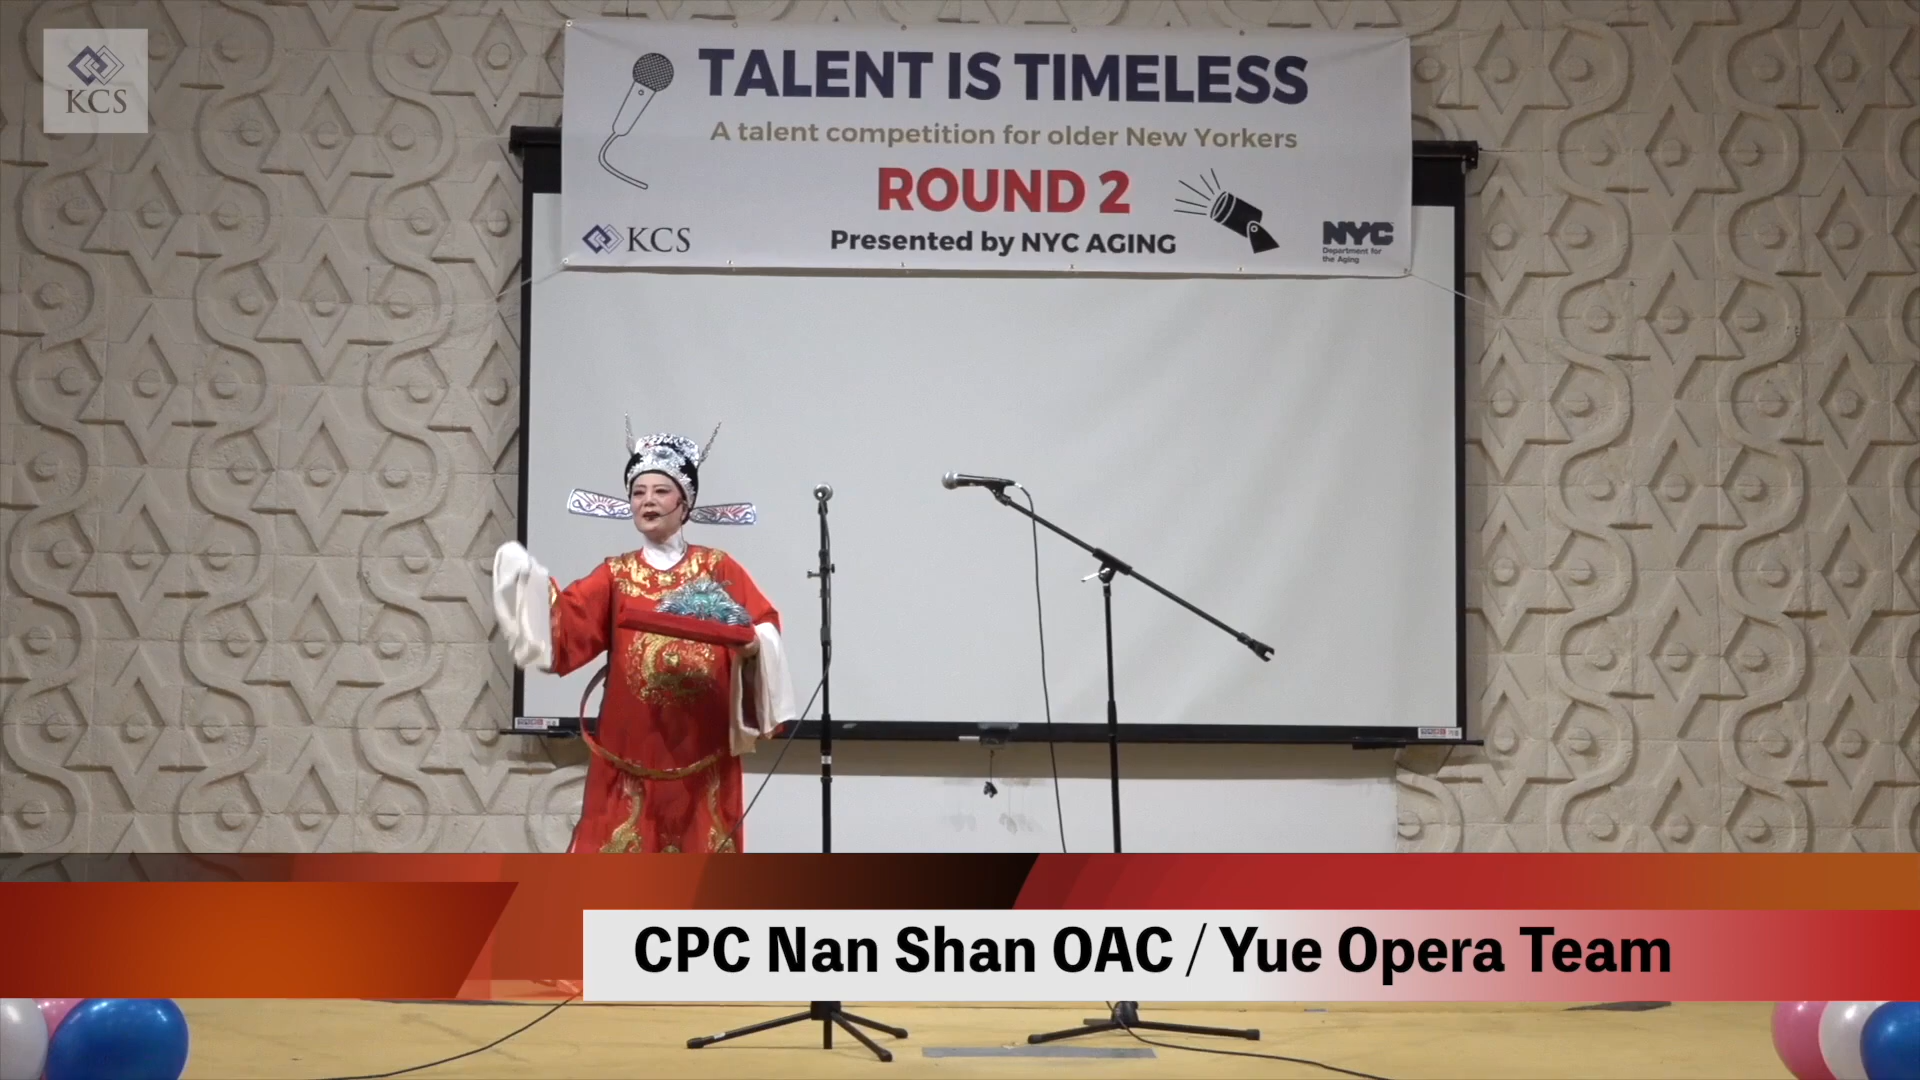 KCS
TALENT IS TIMELESS
A talent competition for older New Yorkers
ROUND 2
Presented by NYC AGING
KCS
NYC
Department for
the Aging
CPC Nan Shan OAC / Yue Opera Team